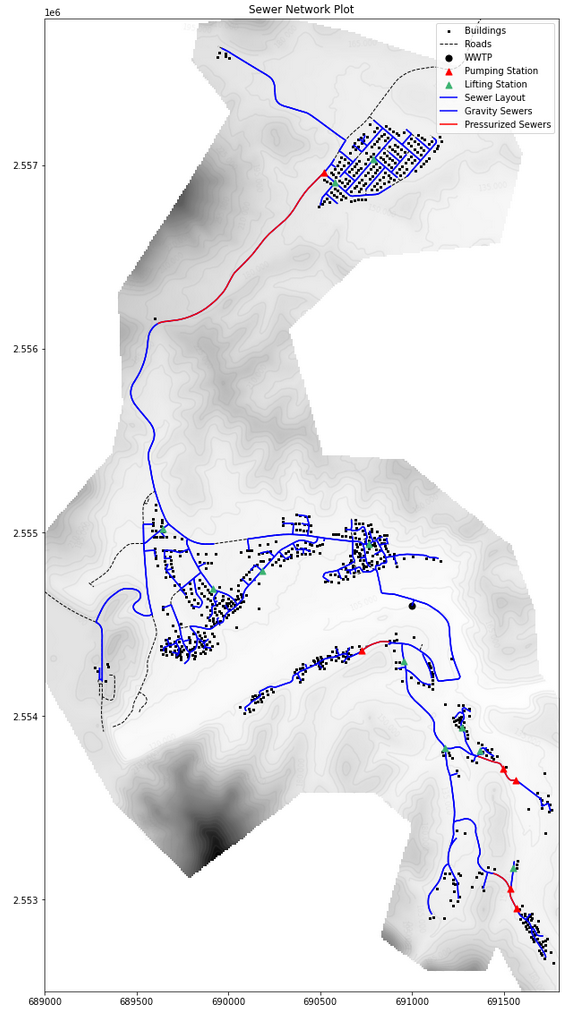 Sewer Network Plot
1e6
Buildings
Roads
WWTP
Pumping Station
Lifting Station
Sewer Layout
Gravity Sewers
Pressurized Sewers
2.557
2.556
2.555
2.554
2.553
689000 689500 690000 690500 691000 691500